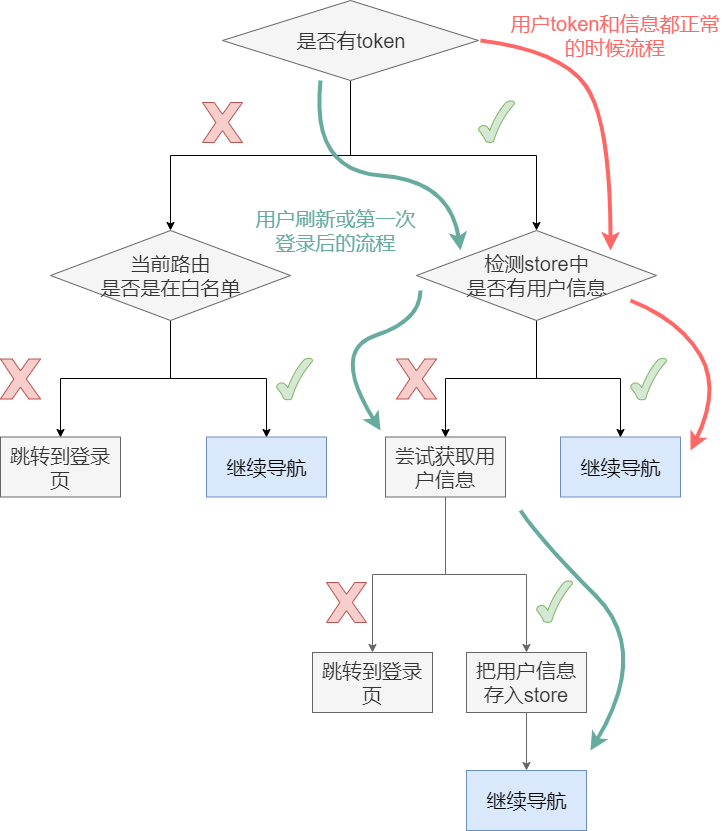 是否有token
用户token和信息都正常
的时候流程
用户刷新或第一次
登录后的流程
当前路由
是否是在白名单
检测store中
是否有用户信息
跳转到登录
页
继续导航
尝试获取用
户信息
继续导航
跳转到登录
页
把用户信息
存入store
继续导航